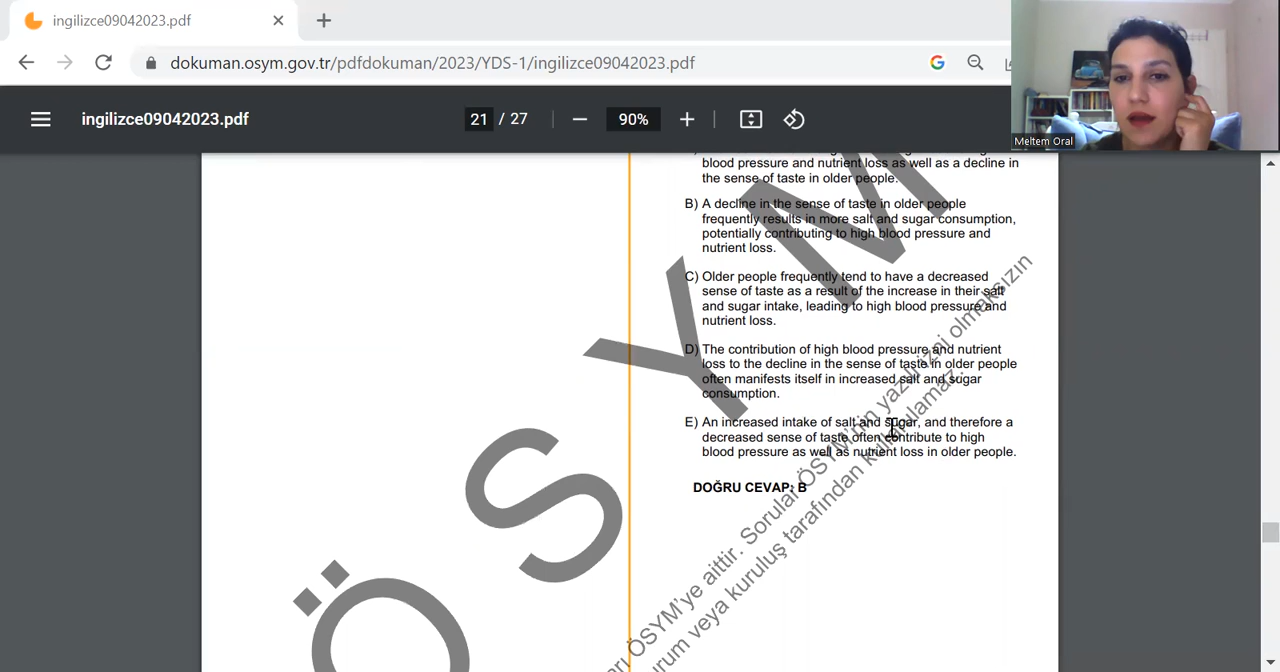 ingilizce09042023.pdf
dokuman.osym.gov.tr/pdfdokuman/2023/YDS-1/ingilizce09042023.pdf
ingilizce09042023.pdf
21 / 27
90%
Meltem Oral
blood pressure and nutrient loss as well as a decline in
the sense of taste in older people.
B) A decline in the sense of taste in older people
frequently results in more salt and sugar consumption,
potentially contributing to high blood pressure and
nutrient loss.
C) Older people frequently tend to have a decreased
sense of taste as a result of the increase in their salt
and sugar intake, leading to high blood pressure and
nutrient loss.
D) The contribution of high blood pressure and nutrient
loss to the decline in the sense of taste in older people
often manifests itself in increased salt and sugar
consumption.
E) An increased intake of salt and sugar, and therefore a
decreased sense of taste often contribute to high
blood pressure as well as nutrient loss in older people.
DOĞRU CEVAP: B
ÖSYM
ÖSYM'ye aittir. Sorular ÖSYM'nin yazılı izni olmaksızın
kurum veya kuruluş tarafından kullanılamaz.